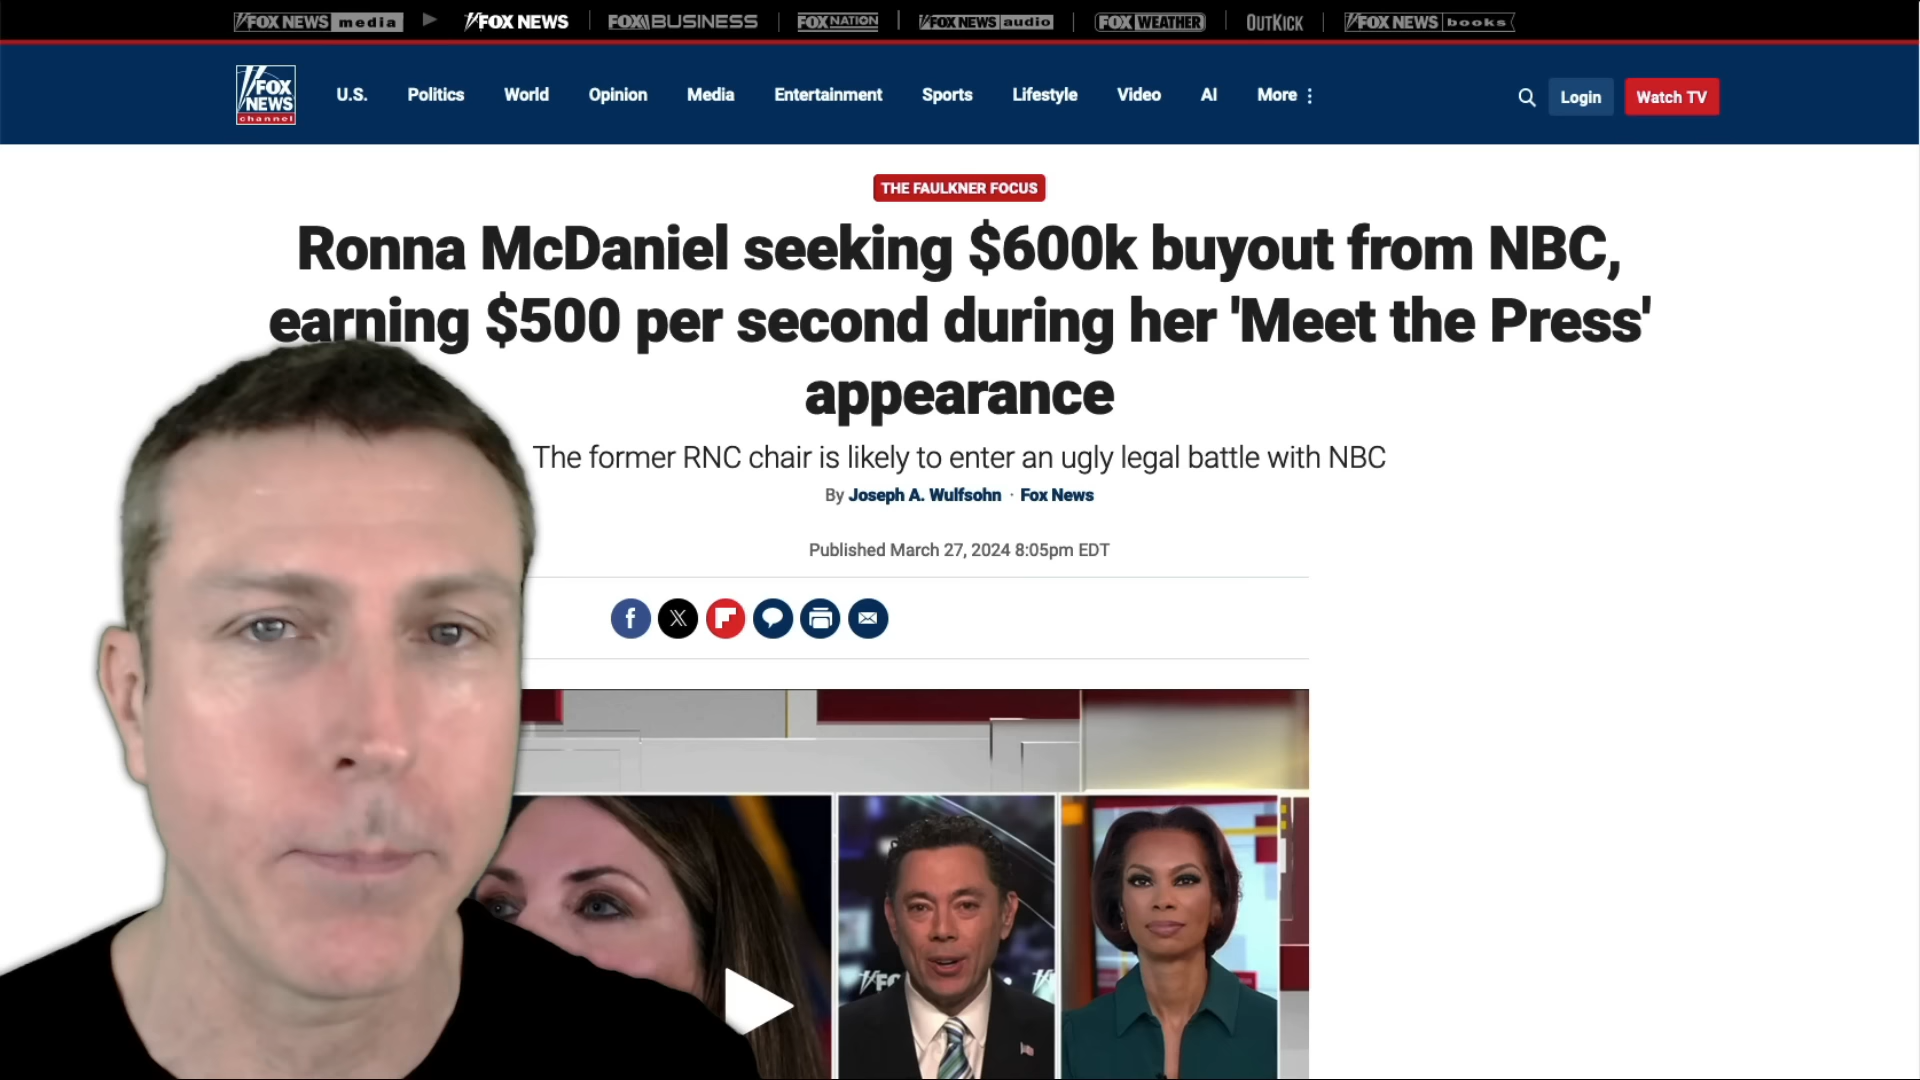 FOX NEWS media
FOX NEWS
FOX BUSINESS
FOX NATION
FOX NEWS audio
FOX WEATHER
OUTKICK
FOX NEWS books
FOX
NEWS
channel
U.S.
Politics
World
Opinion
Media
Entertainment
Sports
Lifestyle
Video
AI
More
Login
Watch TV
THE FAULKNER FOCUS
Ronna McDaniel seeking $600k buyout from NBC,
earning $500 per second during her 'Meet the Press'
appearance
The former RNC chair is likely to enter an ugly legal battle with NBC
By Joseph A. Wulfsohn · Fox News
Published March 27, 2024 8:05pm EDT